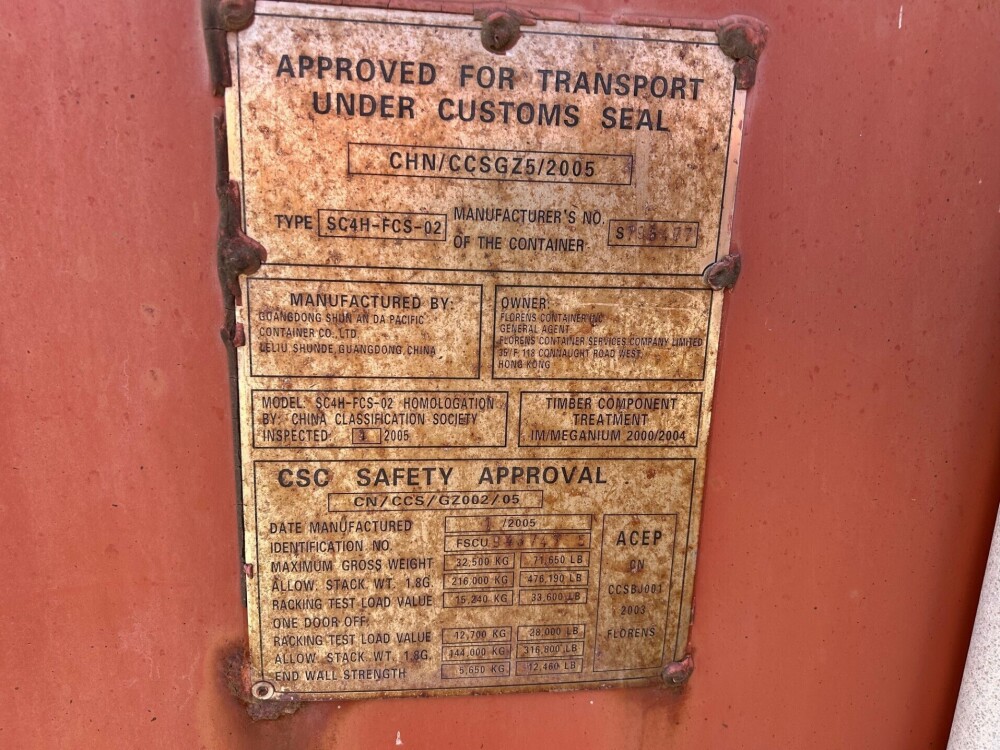 APPROVED FOR TRANSPORT
UNDER CUSTOMS SEAL
CHN/CCSGZ5/2005
TYPE SC4H-FCS-02
MANUFACTURER'S NO.
OF THE CONTAINER
MANUFACTURED BY:
GUANGDONG SHUN AN DA PACIFIC
CONTAINER CO.,LTD
LELIU SHUNDE,GUANGDONG,CHINA
OWNER:
FLORENS CONTAINER INC
GENERAL AGENT
FLORENS CONTAINER SERVICES COMPANY LIMITED
35/F,118 CONNAUGHT ROAD WEST,
HONG KONG
MODEL: SC4H-FCS-02 HOMOLOGATION
BY: CHINA CLASSIFICATION SOCIETY
INSPECTED: 2005
TIMBER COMPONENT
TREATMENT
IM/MEGANIUM 2000/2004
CSC SAFETY APPROVAL
CN/CCS/GZ002/05
DATE MANUFACTURED /2005
IDENTIFICATION NO. FSCU
MAXIMUM GROSS WEIGHT 32,500 KG 71,650 LB
ALLOW. STACK WT. 1.8G. 216,000 KG 476,190 LB
RACKING TEST LOAD VALUE 15,240 KG 33,600 LB
ONE DOOR OFF:
RACKING TEST LOAD VALUE 12,700 KG 28,000 LB
ALLOW. STACK WT. 1.8G. 144,000 KG 316,800 LB
END WALL STRENGTH 5,650 KG 12,460 LB
ACEP
CN
CCSBJ001
2003
FLORENS